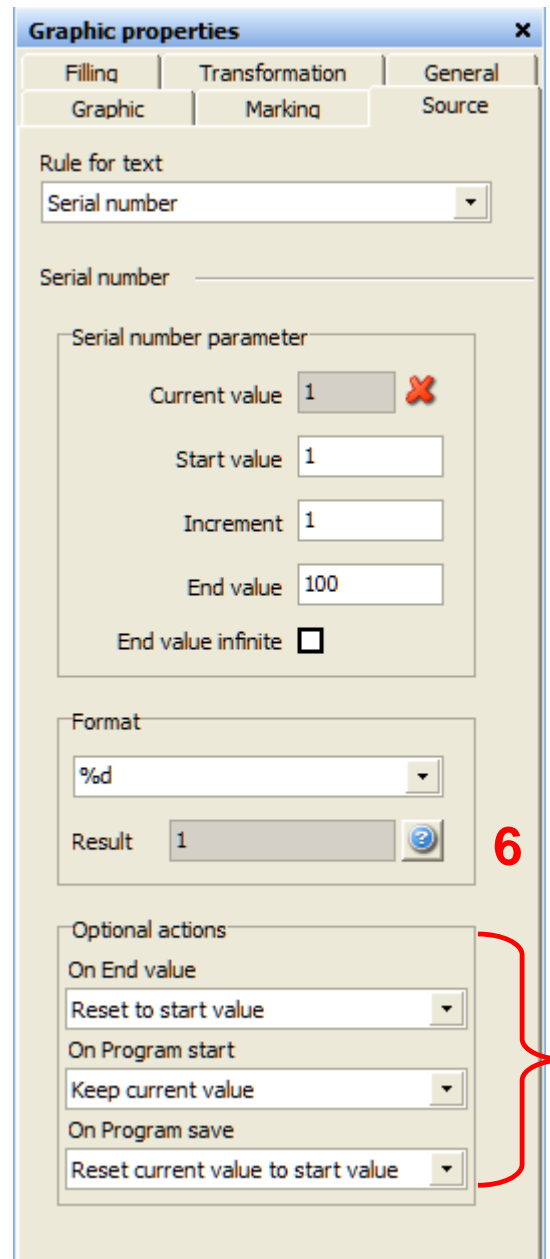 Graphic properties
Filling Transformation General
Graphic Marking Source
Rule for text
Serial number
Serial number
Serial number parameter
Current value 1
Start value 1
Increment 1
End value 100
End value infinite
Format
%d
Result 1 ?
6
Optional actions
On End value
Reset to start value
On Program start
Keep current value
On Program save
Reset current value to start value